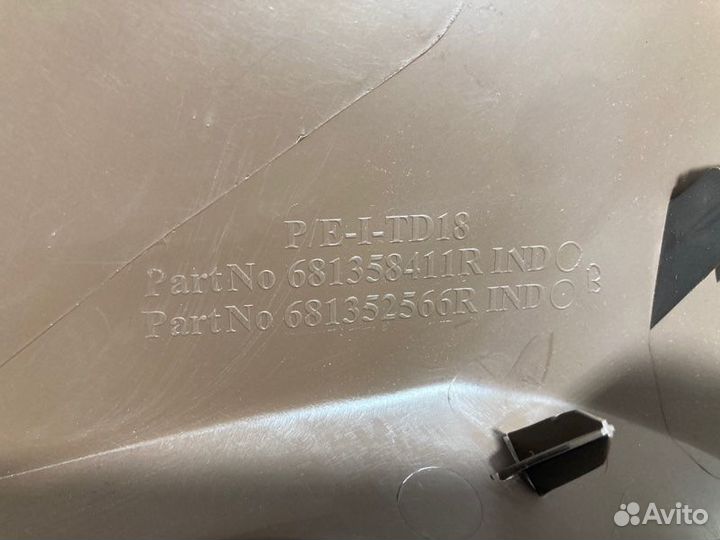 P/E-I-TD18
PartNo 681358411R IND
PartNo 681352566R IND
B
Avito